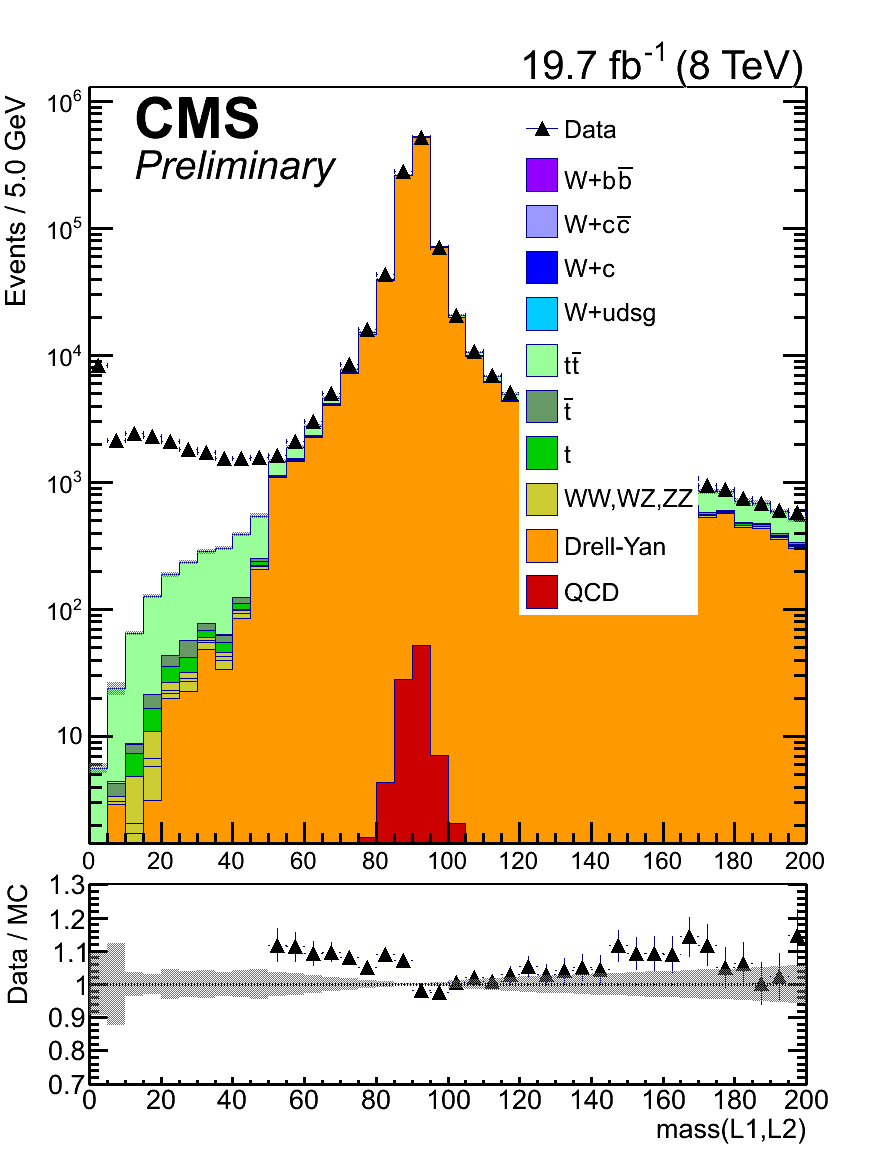 19.7 fb⁻¹ (8 TeV)
CMS
Preliminary
Events / 5.0 GeV
10⁶
10⁵
10⁴
10³
10²
10
Data
W+bb̅
W+cc̅
W+c
W+udsg
tt̅
t̅
t
WW,WZ,ZZ
Drell-Yan
QCD
0 20 40 60 80 100 120 140 160 180 200
Data / MC
1.3
1.2
1.1
1
0.9
0.8
0.7
0 20 40 60 80 100 120 140 160 180 200
mass(L1,L2)